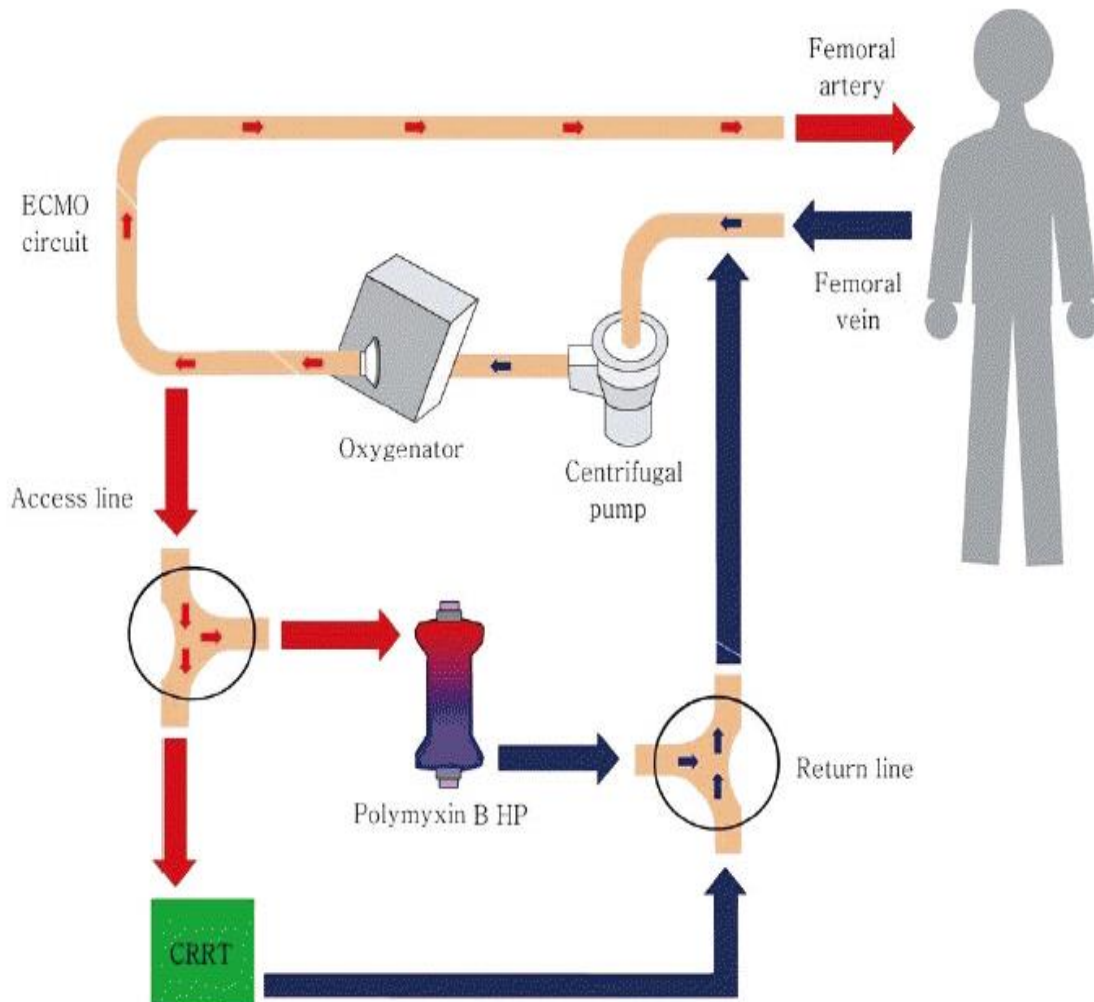 Femoral
artery
ECMO
circuit
Femoral
vein
Oxygenator
Centrifugal
pump
Access line
Polymyxin B HP
Return line
CRRT